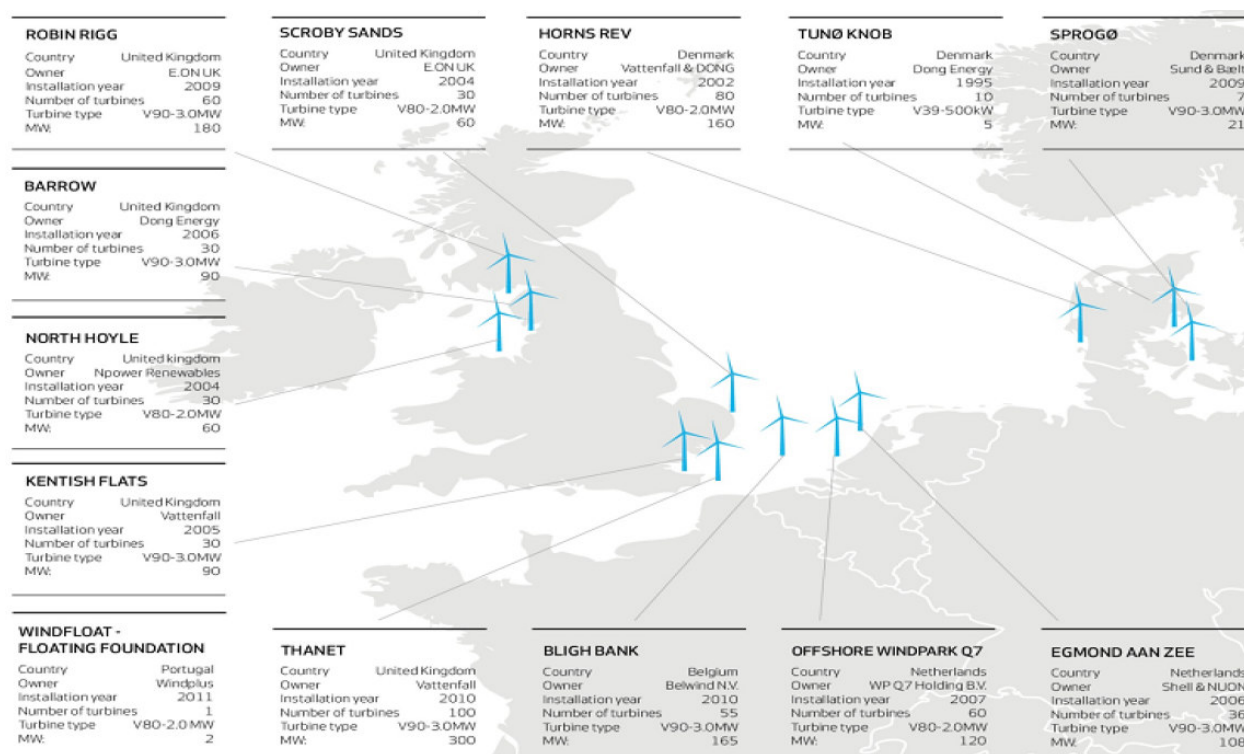 ROBIN RIGG
Country United Kingdom
Owner E.ON UK
Installation year 2009
Number of turbines 60
Turbine type V90-3.0MW
MW: 180
SCROBY SANDS
Country United Kingdom
Owner E.ON UK
Installation year 2004
Number of turbines 30
Turbine type V80-2.0MW
MW: 60
HORNS REV
Country Denmark
Owner Vattenfall & DONG
Installation year 2002
Number of turbines 80
Turbine type V80-2.0MW
MW: 160
TUNØ KNOB
Country Denmark
Owner Dong Energy
Installation year 1995
Number of turbines 10
Turbine type V39-500kW
MW: 5
SPROGØ
Country Denmark
Owner Sund & Bælt
Installation year 2009
Number of turbines 7
Turbine type V90-3.0MW
MW: 21
BARROW
Country United Kingdom
Owner Dong Energy
Installation year 2006
Number of turbines 30
Turbine type V90-3.0MW
MW: 90
NORTH HOYLE
Country United kingdom
Owner Npower Renewables
Installation year 2004
Number of turbines 30
Turbine type V80-2.0MW
MW: 60
KENTISH FLATS
Country United Kingdom
Owner Vattenfall
Installation year 2005
Number of turbines 30
Turbine type V90-3.0MW
MW: 90
WINDFLOAT -
FLOATING FOUNDATION
Country Portugal
Owner Windplus
Installation year 2011
Number of turbines 1
Turbine type V80-2.0 MW
MW: 2
THANET
Country United Kingdom
Owner Vattenfall
Installation year 2010
Number of turbines 100
Turbine type V90-3.0MW
MW: 300
BLIGH BANK
Country Belgium
Owner Belwind N.V.
Installation year 2010
Number of turbines 55
Turbine type V90-3.0MW
MW: 165
OFFSHORE WINDPARK Q7
Country Netherlands
Owner WP Q7 Holding B.V.
Installation year 2007
Number of turbines 60
Turbine type V80-2.0MW
MW: 120
EGMOND AAN ZEE
Country Netherlands
Owner Shell & NUON
Installation year 2006
Number of turbines 36
Turbine type V90-3.0MW
MW: 108